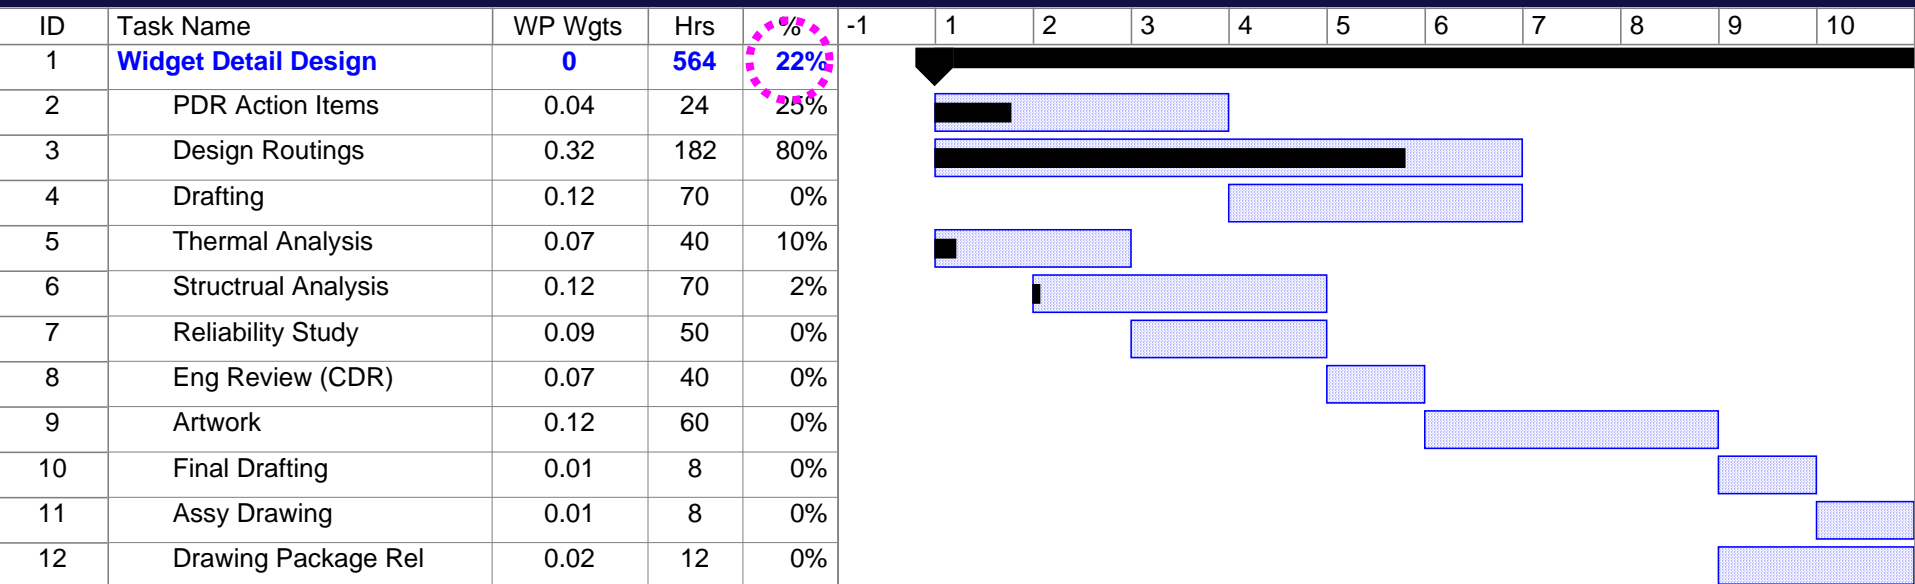 ID Task Name WP Wgts Hrs % -1 1 2 3 4 5 6 7 8 9 10
1 Widget Detail Design 0 564 22%
2 PDR Action Items 0.04 24 25%
3 Design Routings 0.32 182 80%
4 Drafting 0.12 70 0%
5 Thermal Analysis 0.07 40 10%
6 Structrual Analysis 0.12 70 2%
7 Reliability Study 0.09 50 0%
8 Eng Review (CDR) 0.07 40 0%
9 Artwork 0.12 60 0%
10 Final Drafting 0.01 8 0%
11 Assy Drawing 0.01 8 0%
12 Drawing Package Rel 0.02 12 0%